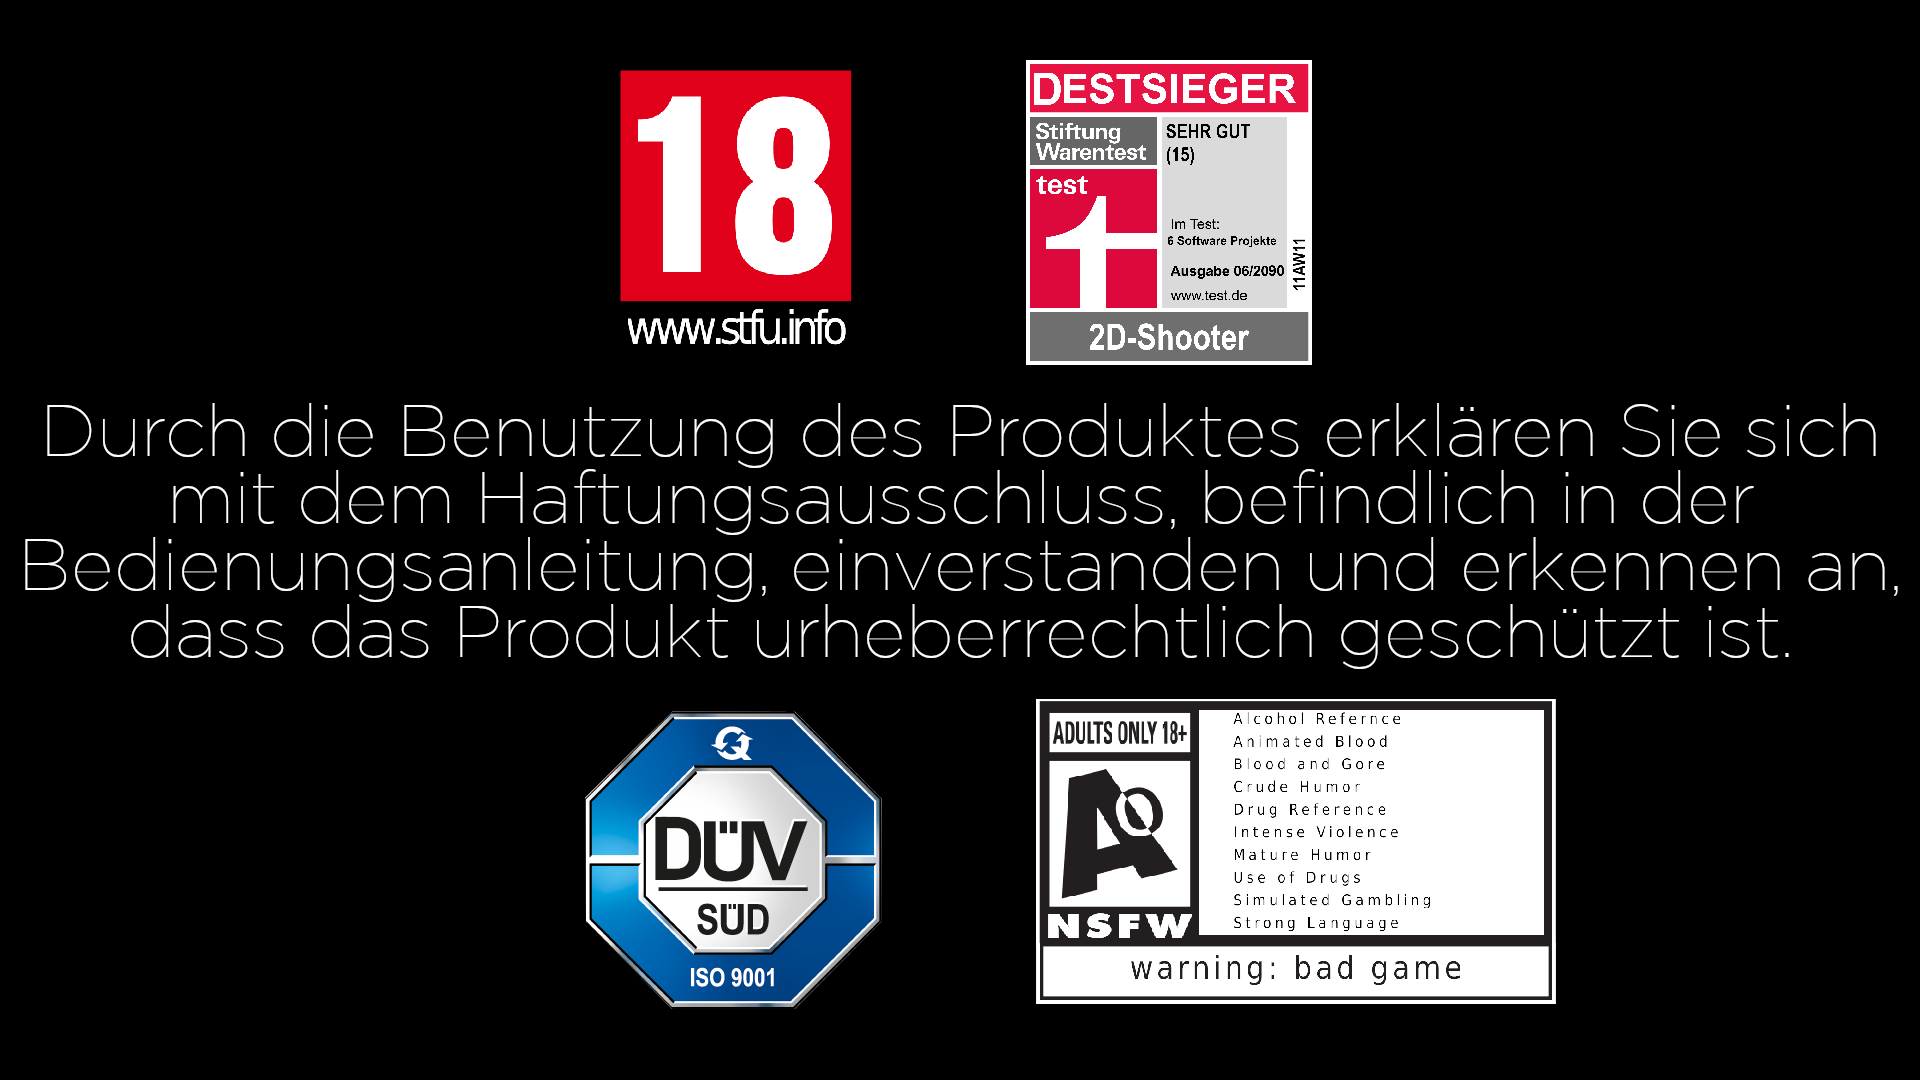 18
www.stfu.info
DESTSIEGER
Stiftung
Warentest
SEHR GUT
(15)
test
1
Im Test:
6 Software Projekte
Ausgabe 06/2090
www.test.de
11AW11
2D-Shooter
Durch die Benutzung des Produktes erklären Sie sich
mit dem Haftungsausschluss, befindlich in der
Bedienungsanleitung, einverstanden und erkennen an,
dass das Produkt urheberrechtlich geschützt ist.
DÜV
SÜD
ISO 9001
ADULTS ONLY 18+
AO
NSFW
Alcohol Refernce
Animated Blood
Blood and Gore
Crude Humor
Drug Reference
Intense Violence
Mature Humor
Use of Drugs
Simulated Gambling
Strong Language
warning: bad game